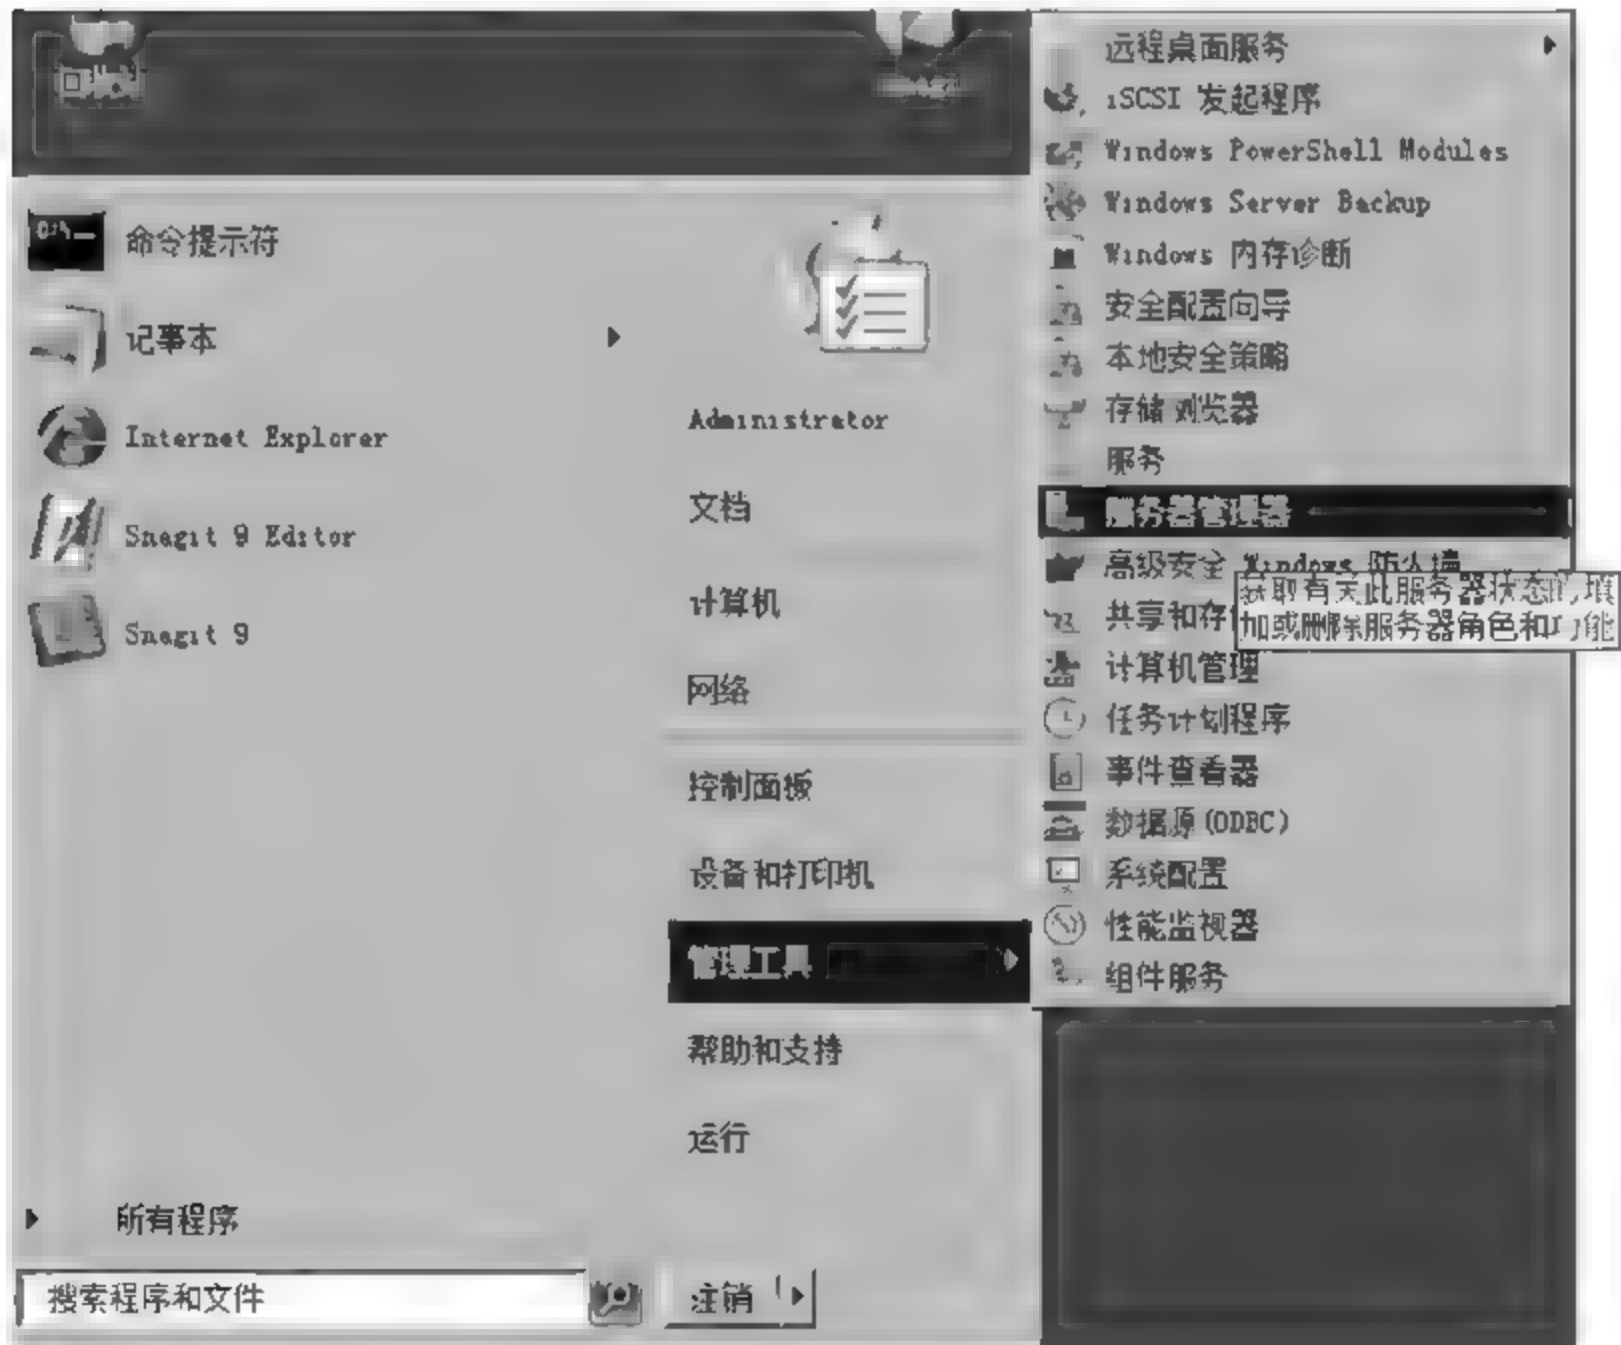 命令提示符
记事本
Internet Explorer
Snagit 9 Editor
Snagit 9
所有程序
搜索程序和文件
Administrator
文档
计算机
网络
控制面板
设备和打印机
管理工具
帮助和支持
运行
注销
远程桌面服务
iSCSI 发起程序
Windows PowerShell Modules
Windows Server Backup
Windows 内存诊断
安全配置向导
本地安全策略
存储浏览器
服务
服务器管理器
高级安全 Windows 防火墙
共享和存
获取有关此服务器状态的填
加或删除服务器角色和功能
计算机管理
任务计划程序
事件查看器
数据源(ODBC)
系统配置
性能监视器
组件服务